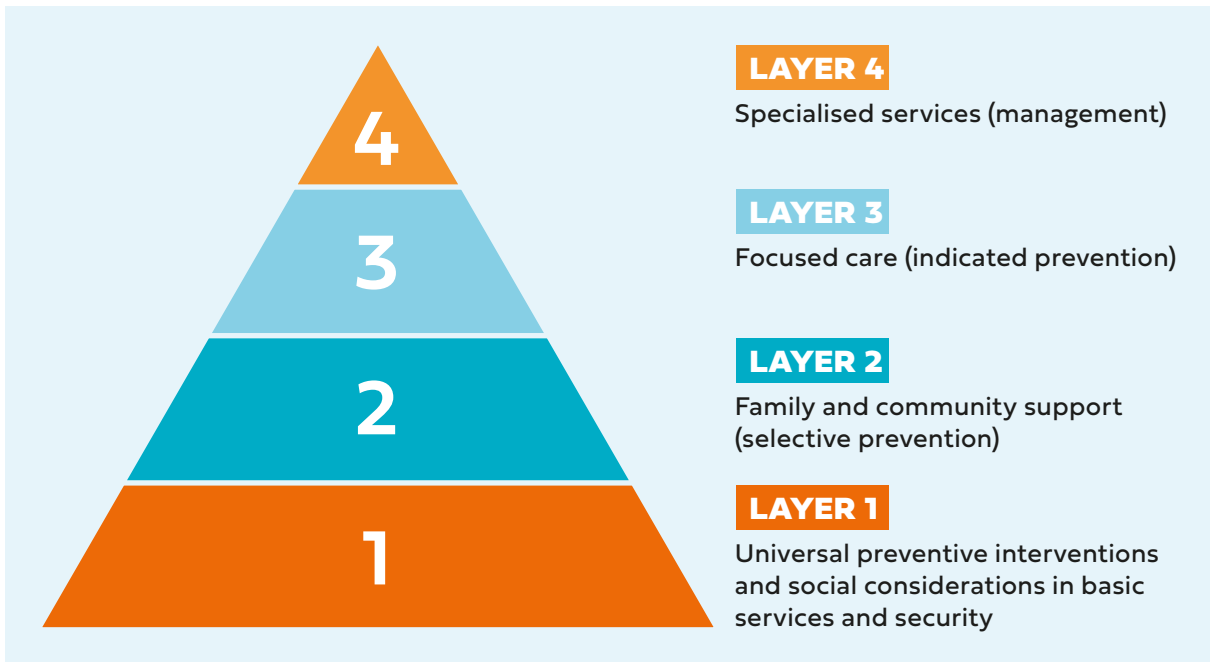 4
LAYER 4
Specialised services (management)
3
LAYER 3
Focused care (indicated prevention)
2
LAYER 2
Family and community support
(selective prevention)
1
LAYER 1
Universal preventive interventions
and social considerations in basic
services and security